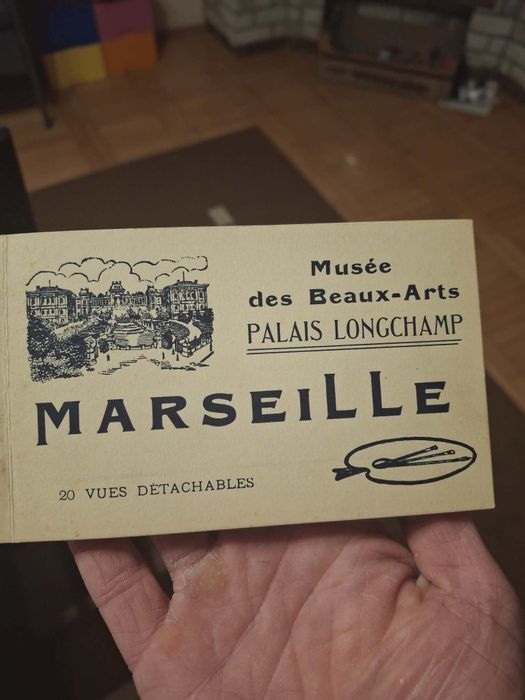 Musée
des Beaux-Arts
PALAIS LONGCHAMP
MARSEiLLE
20 VUES DÉTACHABLES